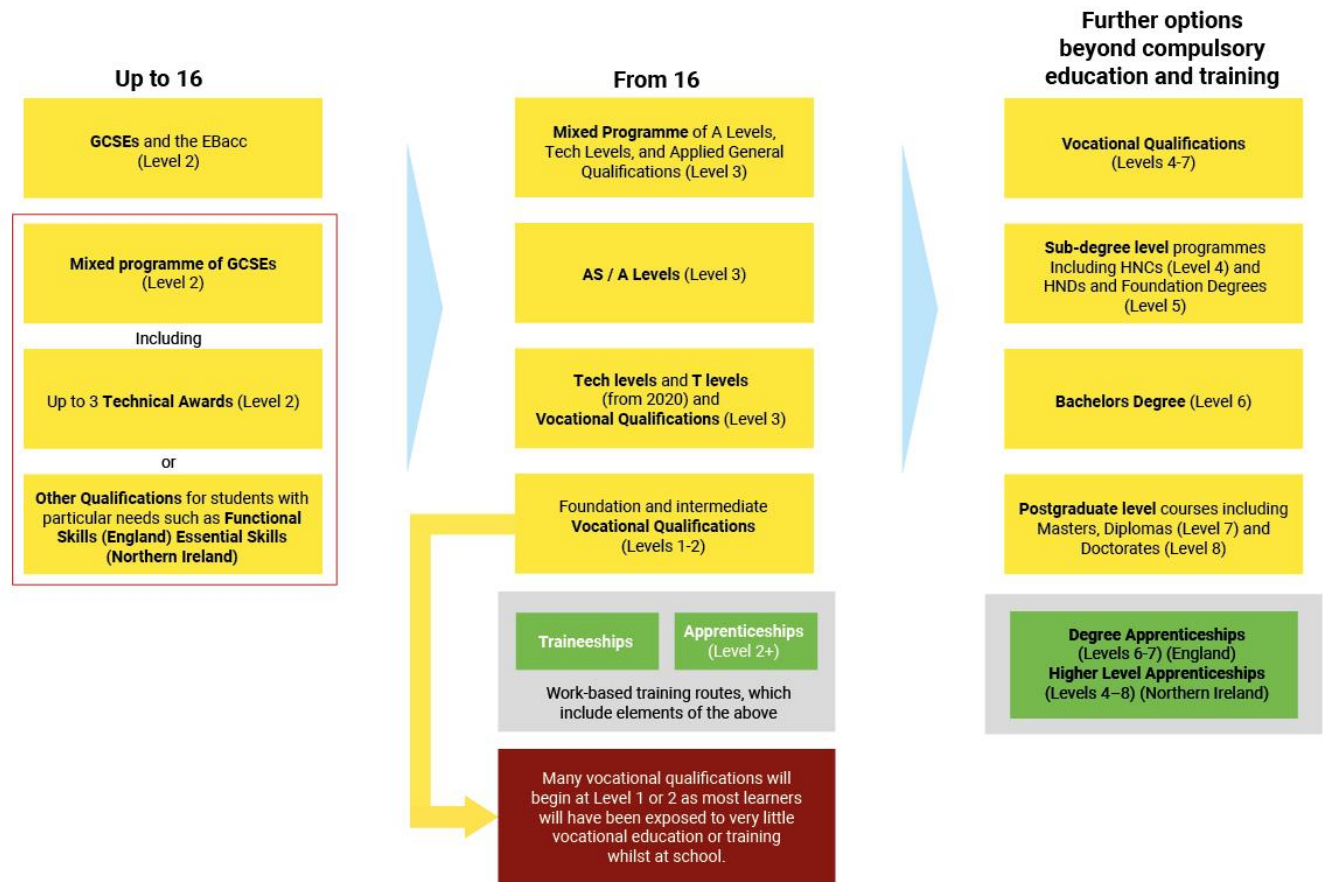 Up to 16
GCSEs and the EBacc
(Level 2)
Mixed programme of GCSEs
(Level 2)
Including
Up to 3 Technical Awards (Level 2)
or
Other Qualifications for students with
particular needs such as Functional
Skills (England) Essential Skills
(Northern Ireland)
From 16
Mixed Programme of A Levels,
Tech Levels, and Applied General
Qualifications (Level 3)
AS / A Levels (Level 3)
Tech levels and T levels
(from 2020) and
Vocational Qualifications (Level 3)
Foundation and intermediate
Vocational Qualifications
(Levels 1-2)
Traineeships
Apprenticeships
(Level 2+)
Work-based training routes, which
include elements of the above
Many vocational qualifications will
begin at Level 1 or 2 as most learners
will have been exposed to very little
vocational education or training
whilst at school.
Further options
beyond compulsory
education and training
Vocational Qualifications
(Levels 4-7)
Sub-degree level programmes
Including HNCs (Level 4) and
HNDs and Foundation Degrees
(Level 5)
Bachelors Degree (Level 6)
Postgraduate level courses including
Masters, Diplomas (Level 7) and
Doctorates (Level 8)
Degree Apprenticeships
(Levels 6-7) (England)
Higher Level Apprenticeships
(Levels 4–8) (Northern Ireland)